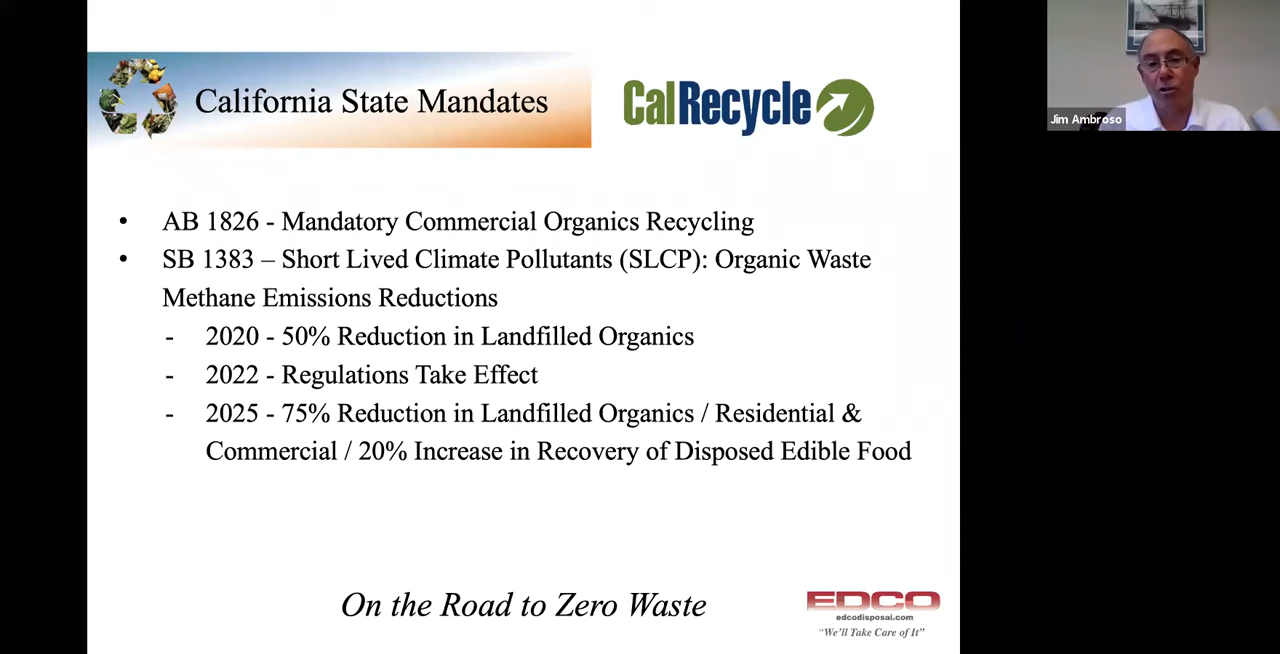 California State Mandates
CalRecycle
Jim Ambroso
• AB 1826 - Mandatory Commercial Organics Recycling
• SB 1383 – Short Lived Climate Pollutants (SLCP): Organic Waste
Methane Emissions Reductions
- 2020 - 50% Reduction in Landfilled Organics
- 2022 - Regulations Take Effect
- 2025 - 75% Reduction in Landfilled Organics / Residential &
Commercial / 20% Increase in Recovery of Disposed Edible Food
On the Road to Zero Waste
EDCO
edcodisposal.com
“We'll Take Care of It”